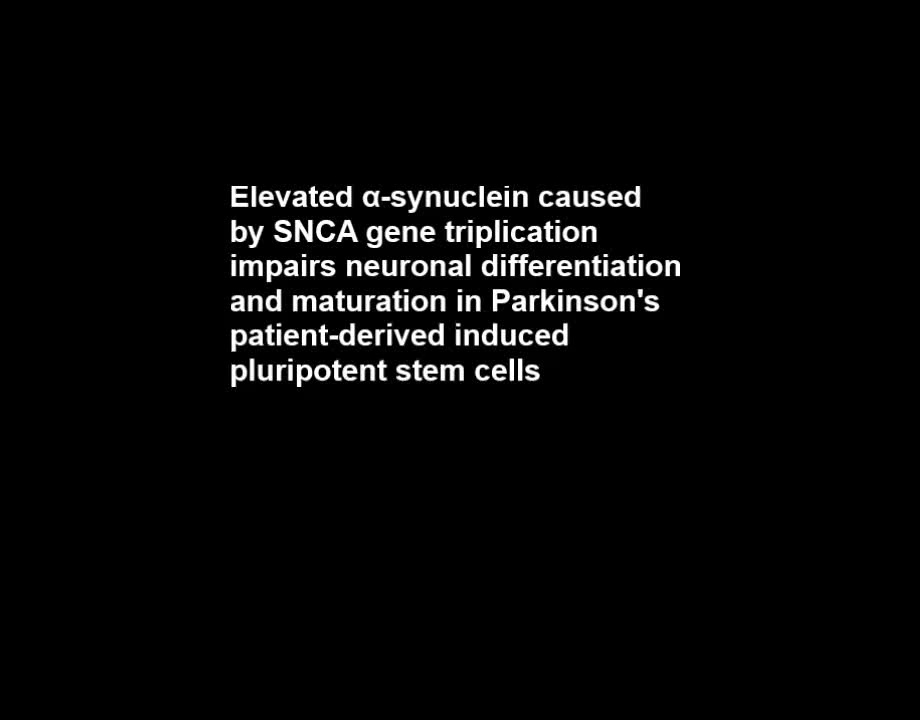 Elevated α-synuclein caused
by SNCA gene triplication
impairs neuronal differentiation
and maturation in Parkinson's
patient-derived induced
pluripotent stem cells